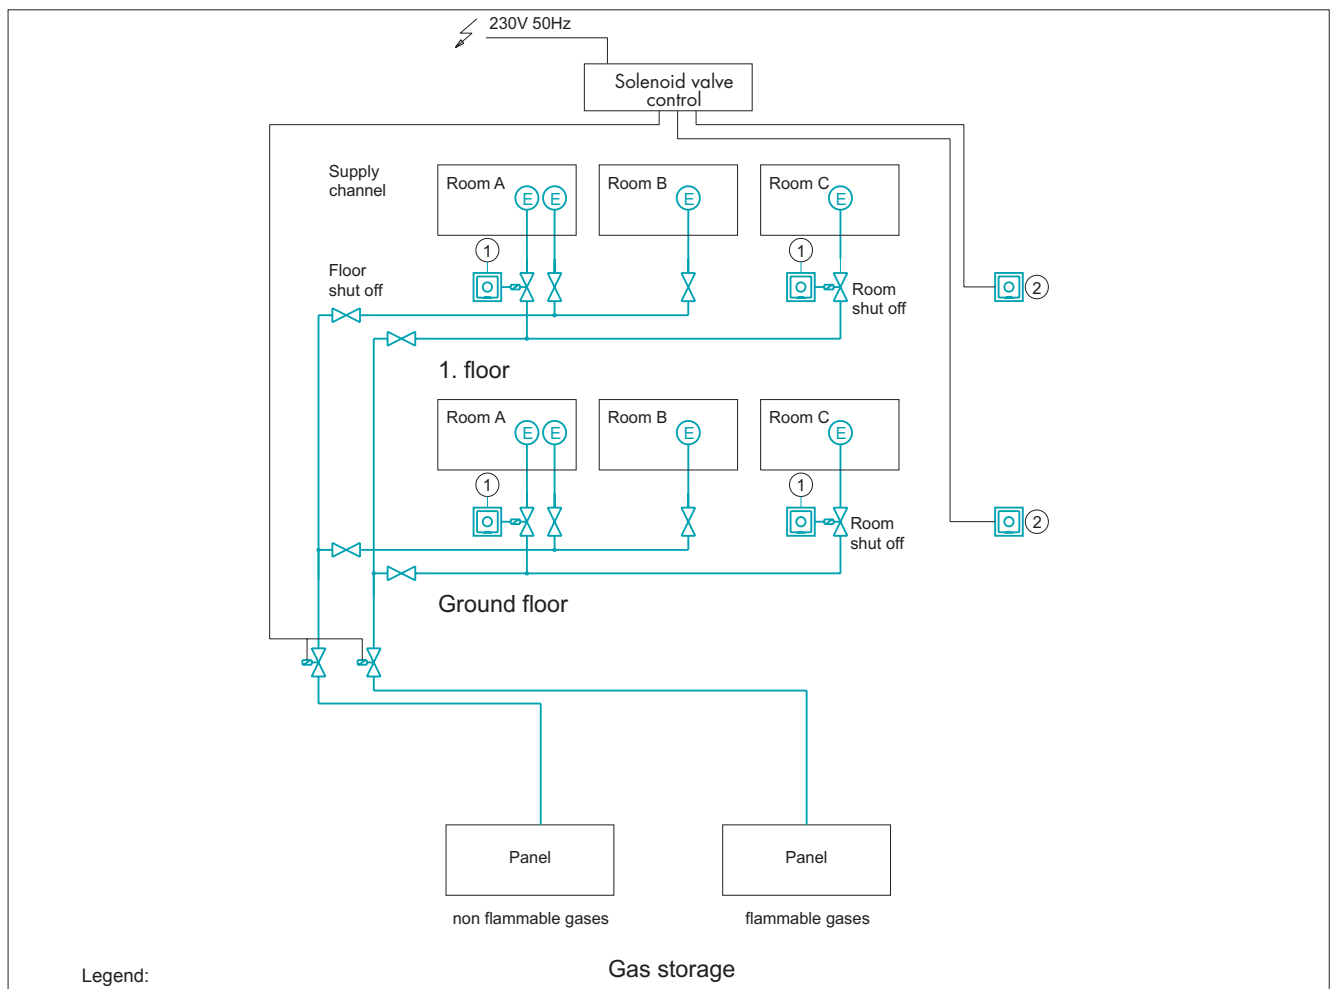 230V 50Hz
Solenoid valve
control
Supply
channel
Room A
E
E
Room B
E
Room C
E
1
1
Floor
shut off
Room
shut off
2
1. floor
Room A
E
E
Room B
E
Room C
E
1
1
Room
shut off
2
Ground floor
Panel
Panel
non flammable gases
flammable gases
Gas storage
Legend: